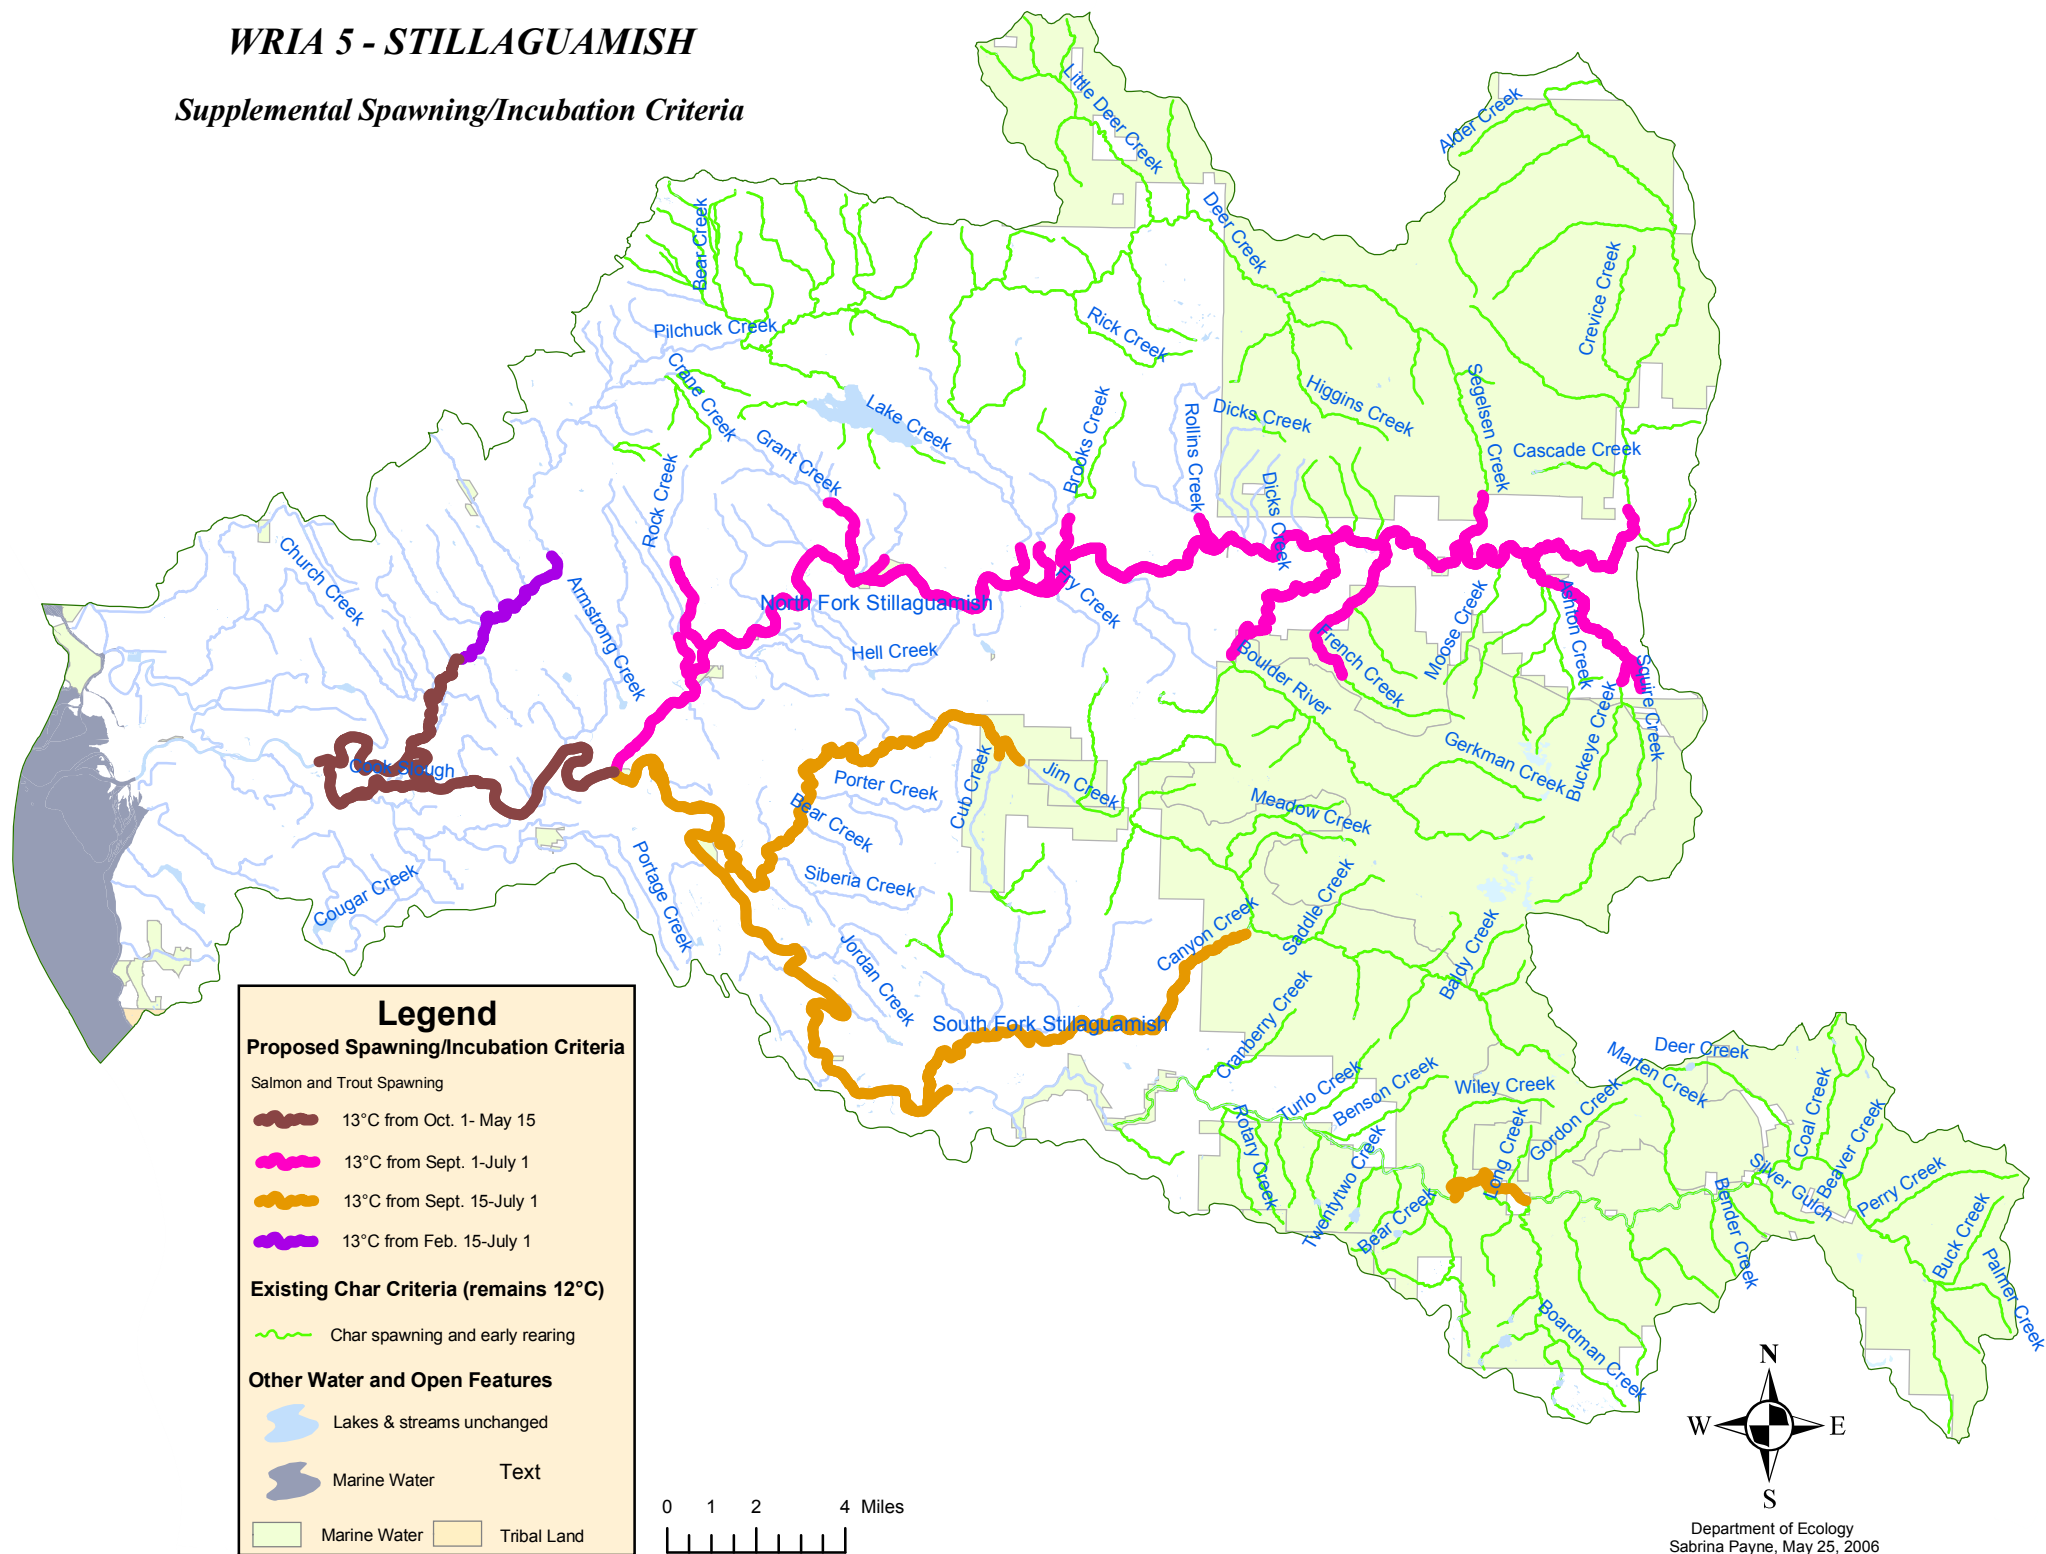 WRIA 5 - STILLAGUAMISH
Supplemental Spawning/Incubation Criteria
Little Deer Creek
Alder Creek
Deer Creek
Bear Creek
Crevice Creek
Pilchuck Creek
Rick Creek
Crane Creek
Lake Creek
Grant Creek
Brooks Creek
Rollins Creek
Dicks Creek
Higgins Creek
Segelsen Creek
Cascade Creek
Rock Creek
Dicks Creek
Church Creek
Armstrong Creek
North Fork Stillaguamish
Fry Creek
Hell Creek
Boulder River
French Creek
Moose Creek
Ashton Creek
Squire Creek
Buckeye Creek
Gerkman Creek
Cook Slough
Porter Creek
Bear Creek
Cub Creek
Jim Creek
Meadow Creek
Siberia Creek
Cougar Creek
Portage Creek
Jordan Creek
Canyon Creek
Saddle Creek
Baldy Creek
South Fork Stillaguamish
Cranberry Creek
Turlo Creek
Benson Creek
Wiley Creek
Marten Creek
Deer Creek
Rotary Creek
Twentytwo Creek
Bear Creek
Long Creek
Gordon Creek
Coal Creek
Beaver Creek
Silver Gulch
Perry Creek
Bender Creek
Buck Creek
Palmer Creek
Boardman Creek
Legend
Proposed Spawning/Incubation Criteria
Salmon and Trout Spawning
13°C from Oct. 1- May 15
13°C from Sept. 1-July 1
13°C from Sept. 15-July 1
13°C from Feb. 15-July 1
Existing Char Criteria (remains 12°C)
Char spawning and early rearing
Other Water and Open Features
Lakes & streams unchanged
Marine Water Text
Marine Water Tribal Land
0 1 2 4 Miles
N
W E
S
Department of Ecology
Sabrina Payne, May 25, 2006